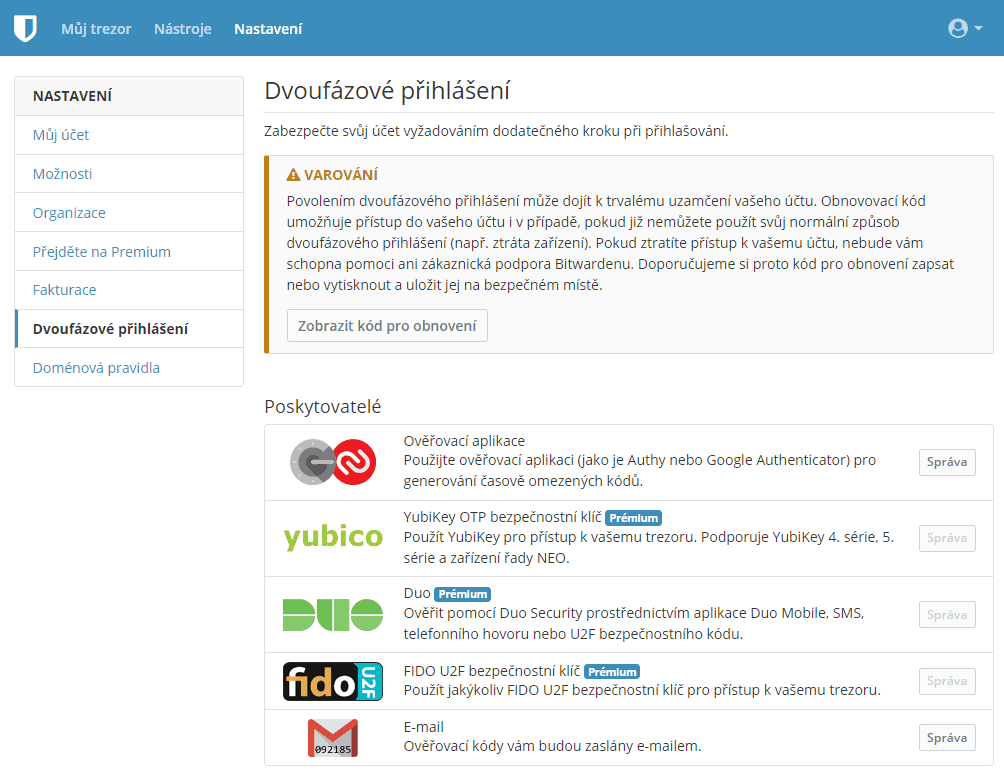 Můj trezor Nástroje Nastavení
NASTAVENÍ
Můj účet
Možnosti
Organizace
Přejděte na Premium
Fakturace
Dvoufázové přihlášení
Doménová pravidla
Dvoufázové přihlášení
Zabezpečte svůj účet vyžadováním dodatečného kroku při přihlašování.
VAROVÁNÍ
Povolením dvoufázového přihlášení může dojít k trvalému uzamčení vašeho účtu. Obnovovací kód
umožňuje přístup do vašeho účtu i v případě, pokud již nemůžete použít svůj normální způsob
dvoufázového přihlášení (např. ztráta zařízení). Pokud ztratíte přístup k vašemu účtu, nebude vám
schopna pomoci ani zákaznická podpora Bitwardenu. Doporučujeme si proto kód pro obnovení zapsat
nebo vytisknout a uložit jej na bezpečném místě.
Zobrazit kód pro obnovení
Poskytovatelé
Ověřovací aplikace
Použijte ověřovací aplikaci (jako je Authy nebo Google Authenticator) pro
generování časově omezených kódů.
Správa
yubico
YubiKey OTP bezpečnostní klíč Prémium
Použít YubiKey pro přístup k vašemu trezoru. Podporuje YubiKey 4. série, 5.
série a zařízení řady NEO.
Správa
DUO
Duo Prémium
Ověřit pomocí Duo Security prostřednictvím aplikace Duo Mobile, SMS,
telefonního hovoru nebo U2F bezpečnostního kódu.
Správa
fido U2F
FIDO U2F bezpečnostní klíč Prémium
Použít jakýkoliv FIDO U2F bezpečnostní klíč pro přístup k vašemu trezoru.
Správa
092185
E-mail
Ověřovací kódy vám budou zaslány e-mailem.
Správa